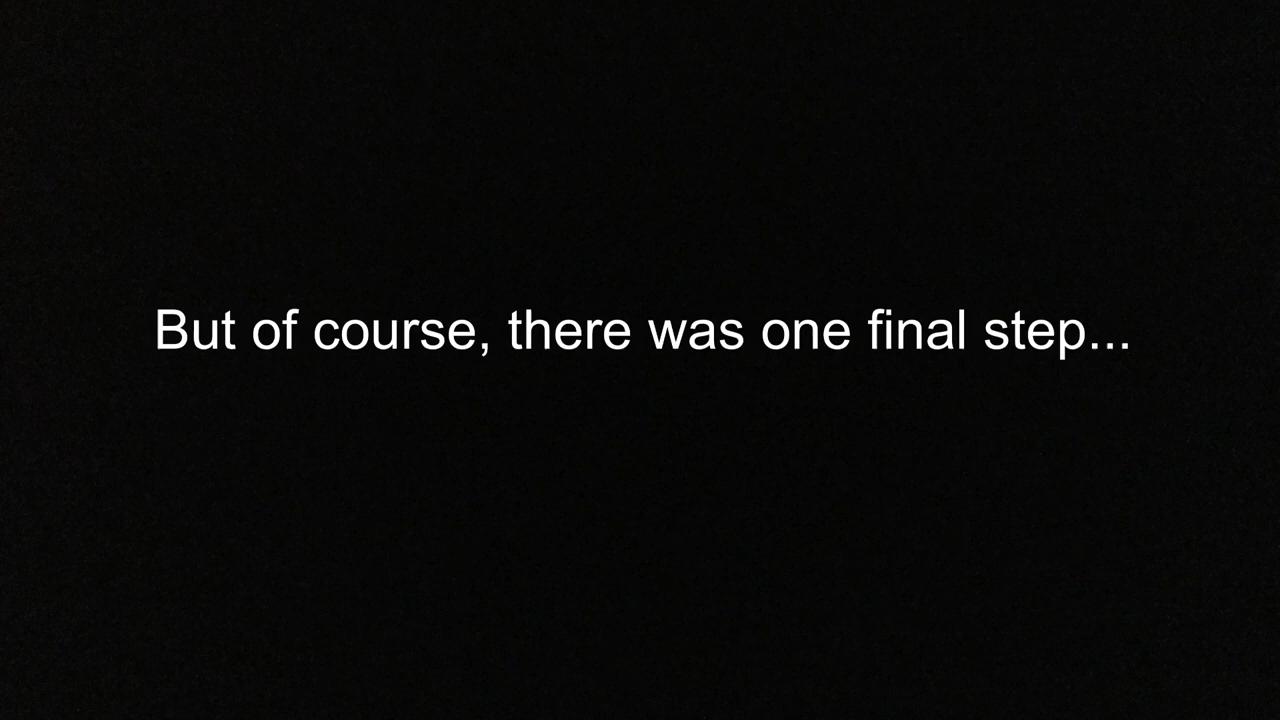 But of course, there was one final step...